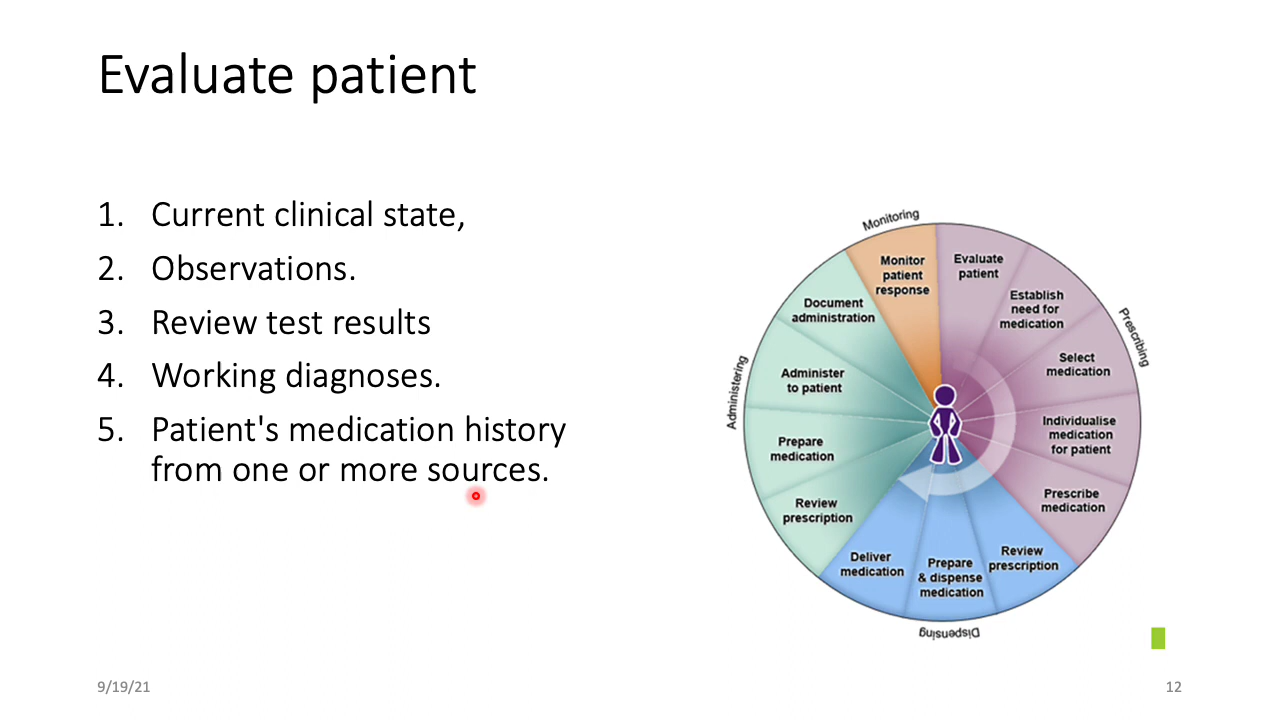 Evaluate patient
1. Current clinical state,
2. Observations.
3. Review test results
4. Working diagnoses.
5. Patient's medication history
from one or more sources.
Monitoring
Monitor
patient
response
Evaluate
patient
Establish
need for
medication
Prescribing
Select
medication
Individualise
medication
for patient
Prescribe
medication
Review
prescription
Prepare
& dispense
medication
Dispensing
Deliver
medication
Review
prescription
Prepare
medication
Administering
Administer
to patient
Document
administration
9/19/21
12